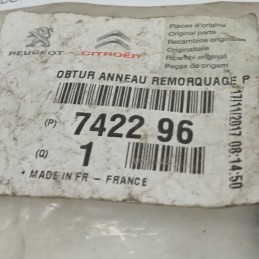 Pièces d'origine
Original parts
Recambios originales
Originalteile
Ricambi originali
Peças de origem
PEUGEOT CITROËN
OBTUR ANNEAU REMORQUAGE P
(P) 7422 96
(Q) 1
* MADE IN FR - FRANCE
17/11/2017 08:14:50